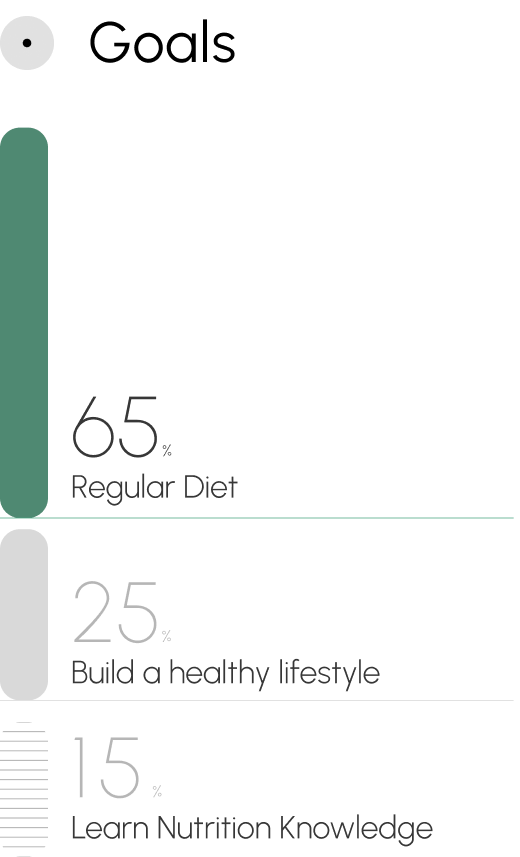 Goals
65%
Regular Diet
25%
Build a healthy lifestyle
15%
Learn Nutrition Knowledge